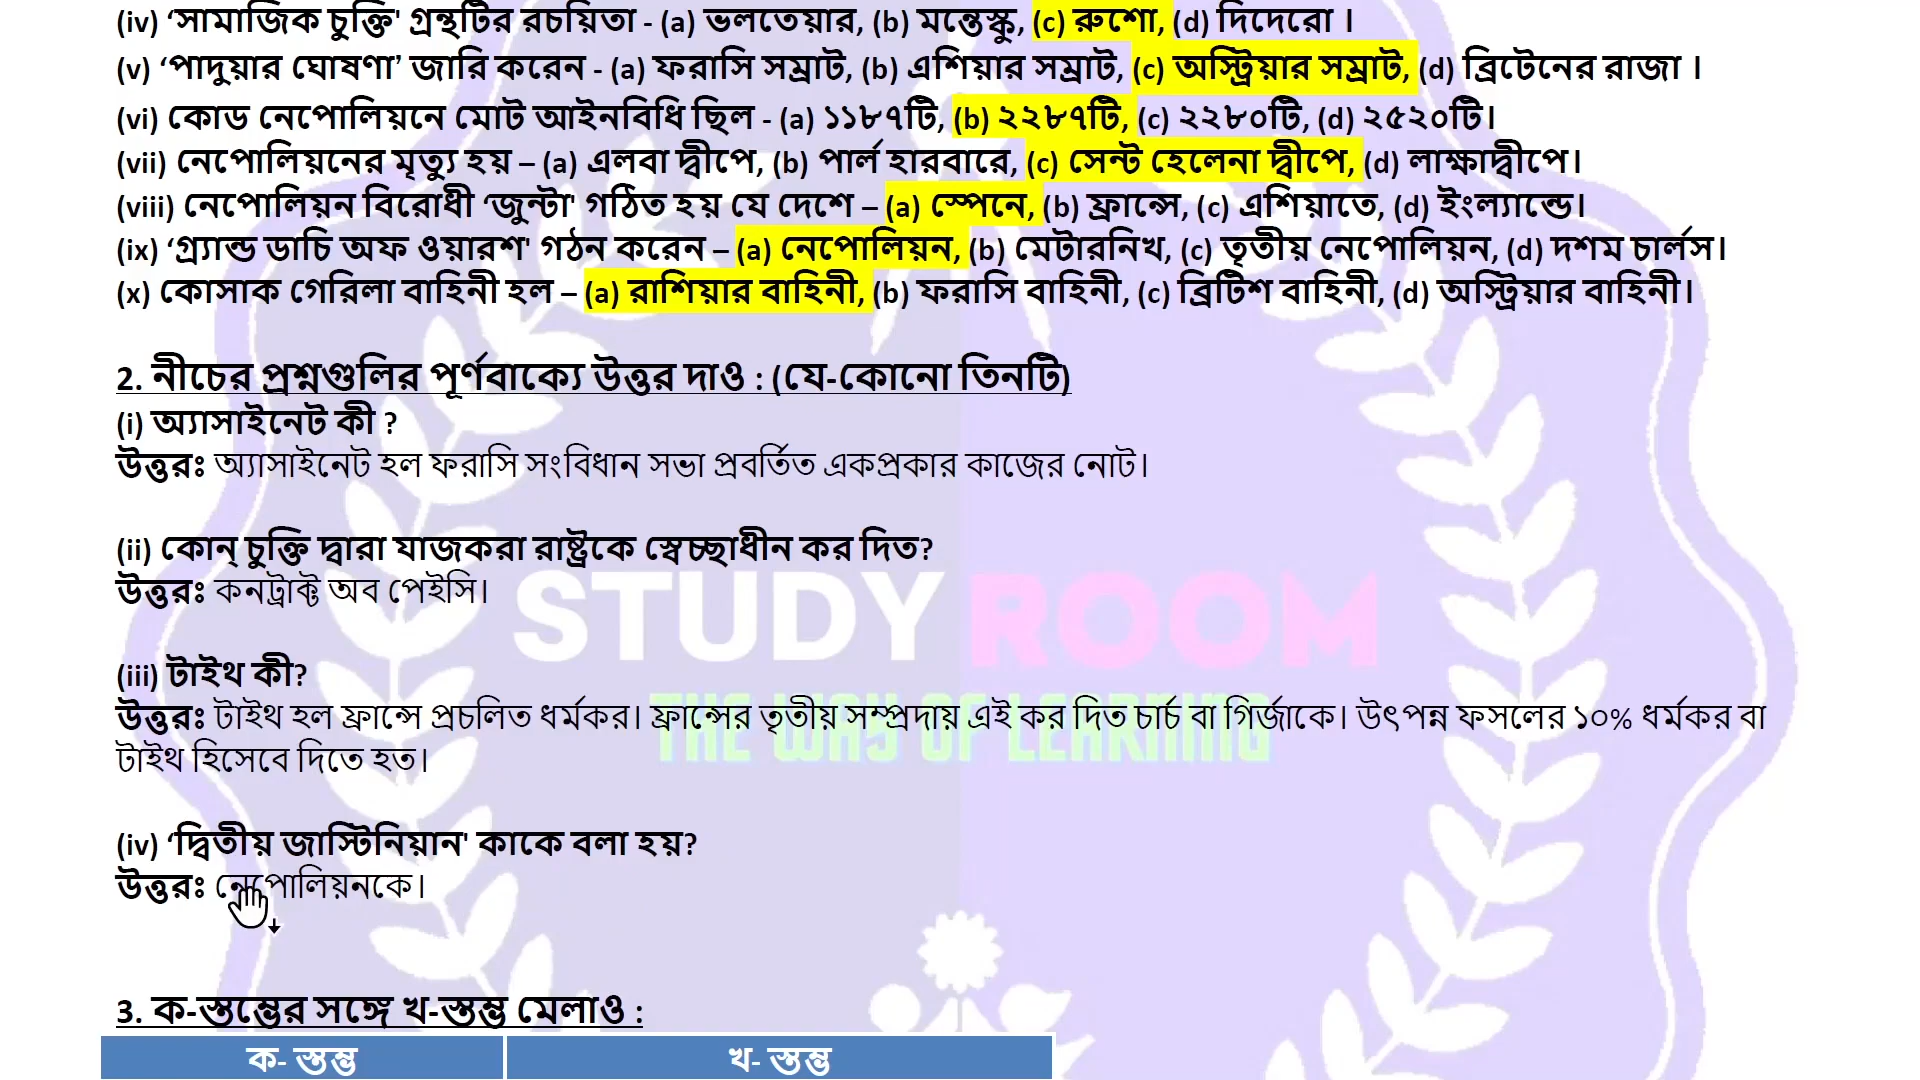 (iv) ‘সামাজিক চুক্তি' গ্রন্থটির রচয়িতা - (a) ভলতেয়ার, (b) মন্তেস্কু, (c) রুশো, (d) দিদেরো ।
(v) ‘পাদুয়ার ঘোষণা’ জারি করেন - (a) ফরাসি সম্রাট, (b) এশিয়ার সম্রাট, (c) অস্ট্রিয়ার সম্রাট, (d) ব্রিটেনের রাজা ।
(vi) কোড নেপোলিয়নে মোট আইনবিধি ছিল - (a) ১১৮৭টি, (b) ২২৮৭টি, (c) ২২৮০টি, (d) ২৫২০টি।
(vii) নেপোলিয়নের মৃত্যু হয় – (a) এলবা দ্বীপে, (b) পার্ল হারবারে, (c) সেন্ট হেলেনা দ্বীপে, (d) লাক্ষাদ্বীপে।
(viii) নেপোলিয়ন বিরোধী ‘জুন্টা' গঠিত হয় যে দেশে – (a) স্পেনে, (b) ফ্রান্সে, (c) এশিয়াতে, (d) ইংল্যান্ডে।
(ix) ‘গ্র্যান্ড ডাচি অফ ওয়ারশ' গঠন করেন – (a) নেপোলিয়ন, (b) মেটারনিখ, (c) তৃতীয় নেপোলিয়ন, (d) দশম চার্লস।
(x) কোসাক গেরিলা বাহিনী হল – (a) রাশিয়ার বাহিনী, (b) ফরাসি বাহিনী, (c) ব্রিটিশ বাহিনী, (d) অস্ট্রিয়ার বাহিনী।
2. নীচের প্রশ্নগুলির পূর্ণবাক্যে উত্তর দাও : (যে-কোনো তিনটি)
(i) অ্যাসাইনেট কী ?
উত্তরঃ অ্যাসাইনেট হল ফরাসি সংবিধান সভা প্রবর্তিত একপ্রকার কাজের নোট।
(ii) কোন্ চুক্তি দ্বারা যাজকরা রাষ্ট্রকে স্বেচ্ছাধীন কর দিত?
উত্তরঃ কনট্রাক্ট অব পেইসি।
STUDY ROOM
(iii) টাইথ কী?
উত্তরঃ টাইথ হল ফ্রান্সে প্রচলিত ধর্মকর। ফ্রান্সের তৃতীয় সম্প্রদায় এই কর দিত চার্চ বা গির্জাকে। উৎপন্ন ফসলের ১০% ধর্মকর বা
THE WAY OF LEARNING
টাইথ হিসেবে দিতে হত।
(iv) ‘দ্বিতীয় জাস্টিনিয়ান' কাকে বলা হয়?
উত্তরঃ নেপোলিয়নকে।
3. ক-স্তম্ভের সঙ্গে খ-স্তম্ভ মেলাও :
ক- স্তম্ভ খ- স্তম্ভ